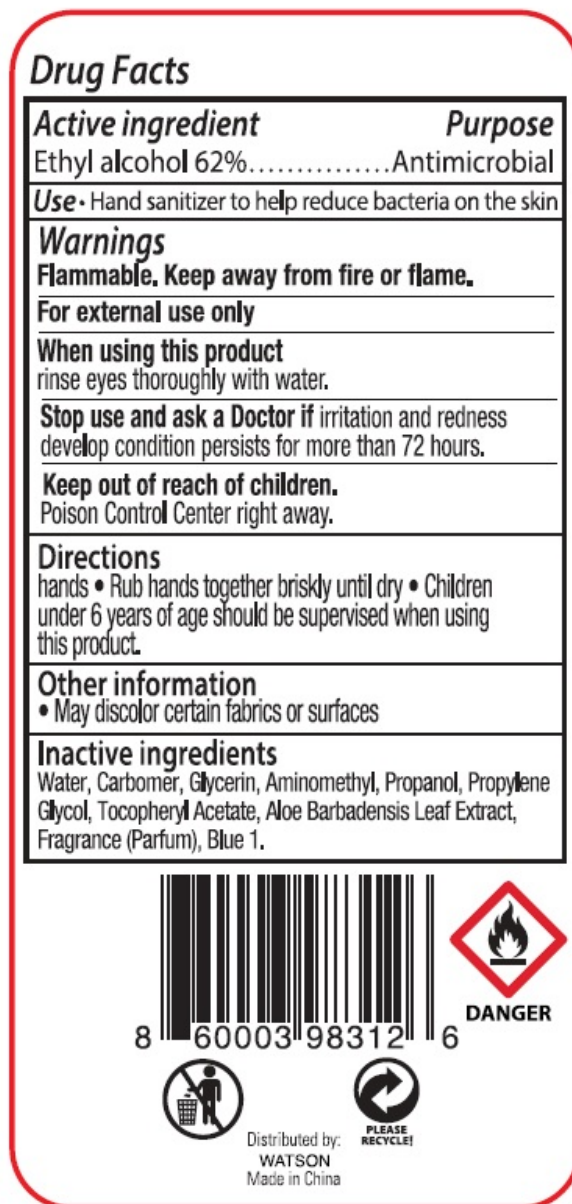 Drug Facts
Active ingredient Purpose
Ethyl alcohol 62%...............Antimicrobial
Use • Hand sanitizer to help reduce bacteria on the skin
Warnings
Flammable. Keep away from fire or flame.
For external use only
When using this product
rinse eyes thoroughly with water.
Stop use and ask a Doctor if irritation and redness
develop condition persists for more than 72 hours.
Keep out of reach of children.
Poison Control Center right away.
Directions
hands • Rub hands together briskly until dry • Children
under 6 years of age should be supervised when using
this product.
Other information
• May discolor certain fabrics or surfaces
Inactive ingredients
Water, Carbomer, Glycerin, Aminomethyl, Propanol, Propylene
Glycol, Tocopheryl Acetate, Aloe Barbadensis Leaf Extract,
Fragrance (Parfum), Blue 1.
DANGER
8 60003 98312 6
PLEASE
RECYCLE!
Distributed by:
WATSON
Made in China